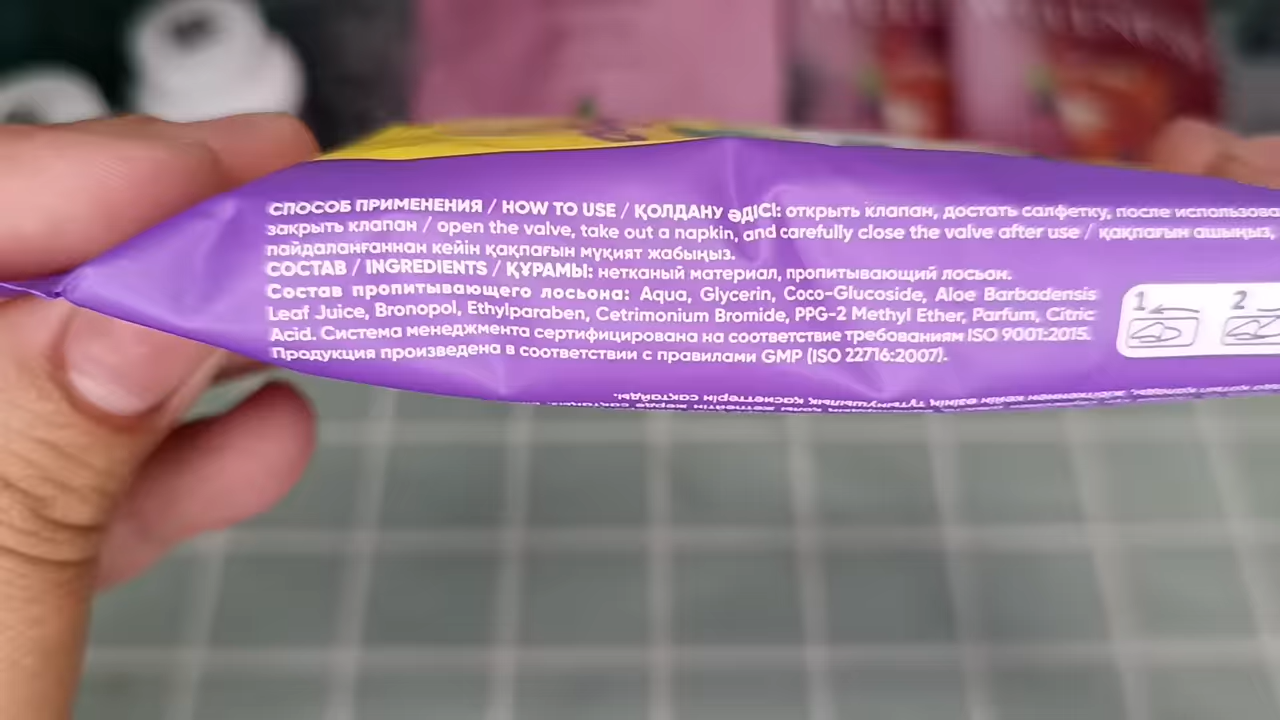 СПОСОБ ПРИМЕНЕНИЯ / HOW TO USE / ҚОЛДАНУ ӘДІСІ: открыть клапан, достать салфетку, после использова
закрыть клапан / open the valve, take out a napkin, and carefully close the valve after use / қақпағын ашыңыз,
пайдаланғаннан кейін қақпағын мұқият жабыңыз.
СОСТАВ / INGREDIENTS / ҚҰРАМЫ: нетканый материал, пропитывающий лосьон.
Состав пропитывающего лосьона: Aqua, Glycerin, Coco-Glucoside, Aloe Barbadensis
Leaf Juice, Bronopol, Ethylparaben, Cetrimonium Bromide, PPG-2 Methyl Ether, Parfum, Citric
Acid. Система менеджмента сертифицирована на соответствие требованиям ISO 9001:2015.
Продукция произведена в соответствии с правилами GMP (ISO 22716:2007).
1 2